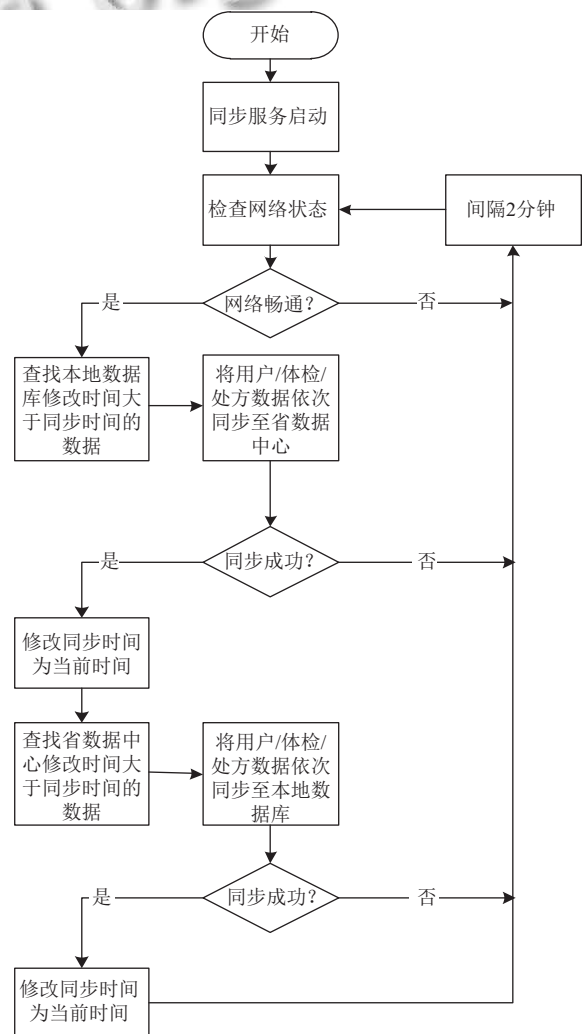 开始
同步服务启动
检查网络状态
间隔2分钟
网络畅通？
是
否
查找本地数据
库修改时间大
于同步时间的
数据
将用户/体检/
处方数据依次
同步至省数据
中心
同步成功？
是
否
修改同步时间
为当前时间
查找省数据中
心修改时间大
于同步时间的
数据
将用户/体检/
处方数据依次
同步至本地数
据库
同步成功？
是
否
修改同步时间
为当前时间